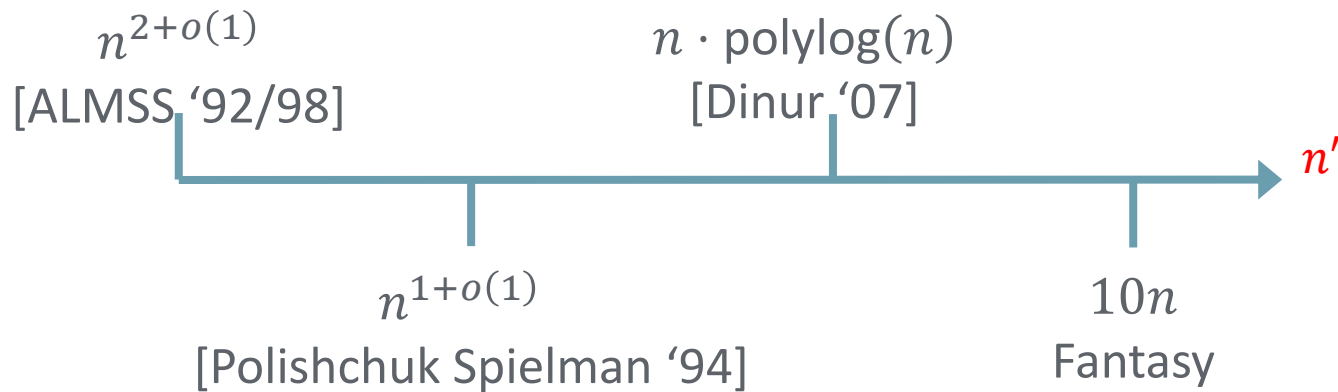 n^{2+o(1)}
[ALMSS ‘92/98]
n · polylog(n)
[Dinur ‘07]
n′
n^{1+o(1)}
[Polishchuk Spielman ‘94]
10n
Fantasy